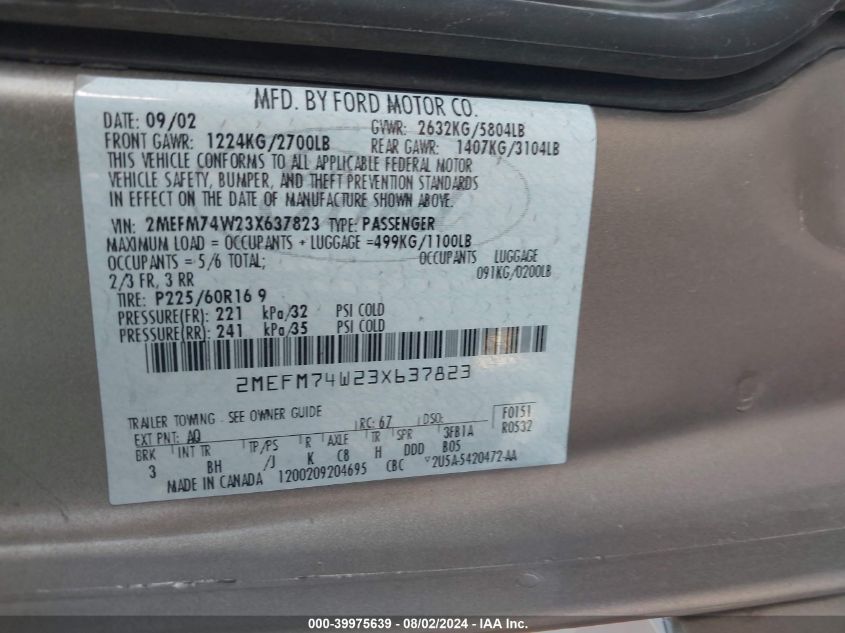 MFD. BY FORD MOTOR CO.
DATE: 09/02 GVWR: 2632KG/5804LB
FRONT GAWR: 1224KG/2700LB REAR GAWR: 1407KG/3104LB
THIS VEHICLE CONFORMS TO ALL APPLICABLE FEDERAL MOTOR
VEHICLE SAFETY, BUMPER, AND THEFT PREVENTION STANDARDS
IN EFFECT ON THE DATE OF MANUFACTURE SHOWN ABOVE.
VIN: 2MEFM74W23X637823 TYPE: PASSENGER
MAXIMUM LOAD = OCCUPANTS + LUGGAGE =499KG/1100LB
OCCUPANTS = 5/6 TOTAL; OCCUPANTS LUGGAGE
2/3 FR, 3 RR 091KG/0200LB
TIRE: P225/60R16 9
PRESSURE(FR): 221 kPa/32 PSI COLD
PRESSURE(RR): 241 kPa/35 PSI COLD
2MEFM74W23X637823
TRAILER TOWING - SEE OWNER GUIDE
EXT PNT: AQ RC: 67 DSO: F0151
BRK INT TR TP/PS R AXLE TR SPR 3FB1A R0532
3 BH /J K C8 H DDD B05
MADE IN CANADA 1200209204695 CBC 2U5A-5420472-AA
000-39975639 - 08/02/2024 - IAA Inc.